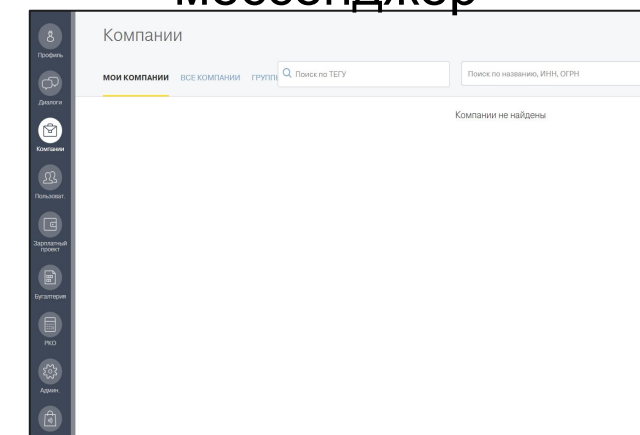 мессенджер
Профиль
Диалоги
Компании
Пользоват.
Зарплатный
проект
Бухгалтерия
РКО
Админ.
Компании
МОИ КОМПАНИИ ВСЕ КОМПАНИИ ГРУППЫ
Поиск по ТЕГУ
Поиск по названию, ИНН, ОГРН
Компании не найдены